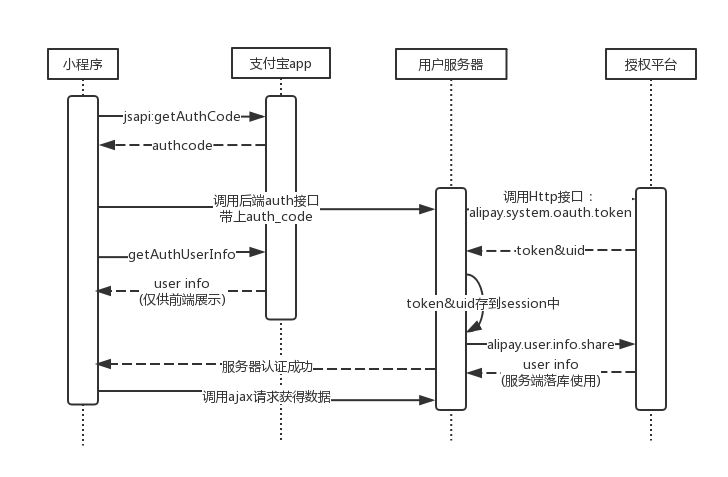 小程序
支付宝app
用户服务器
授权平台
jsapi:getAuthCode
authcode
调用后端auth接口
带上auth_code
调用Http接口：
alipay.system.oauth.token
getAuthUserInfo
token&uid
user info
(仅供前端展示)
token&uid存到session中
alipay.user.info.share
服务器认证成功
user info
(服务端落库使用)
调用ajax请求获得数据